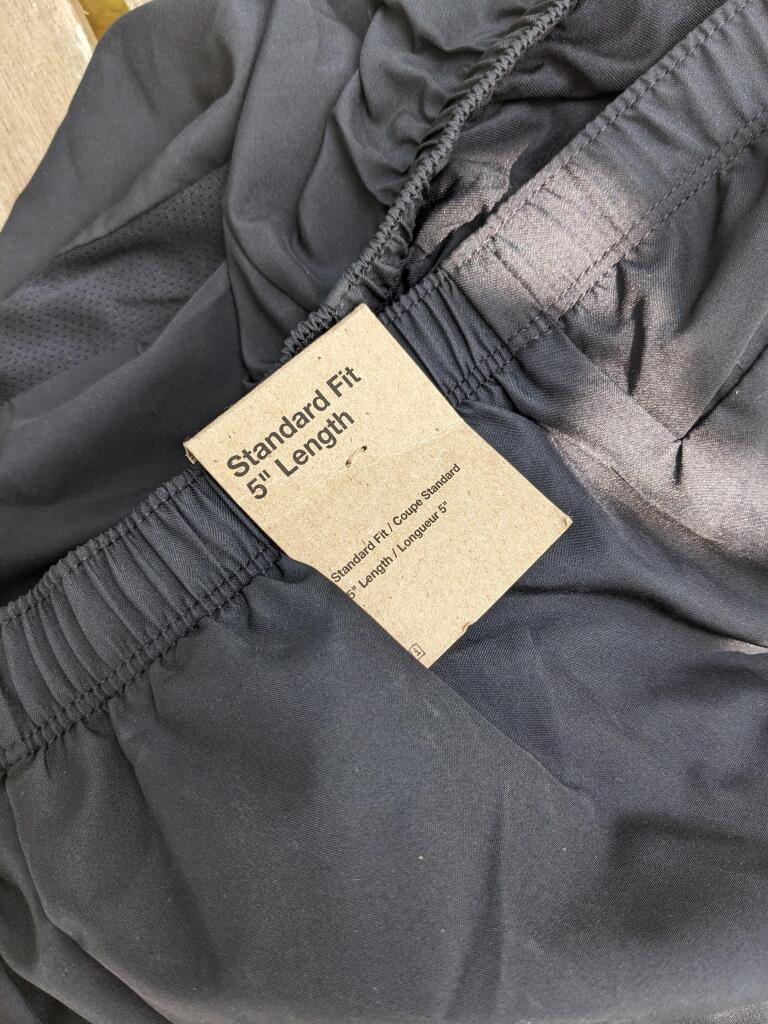 Standard Fit
5" Length
Standard Fit / Coupe Standard
5" Length / Longueur 5"